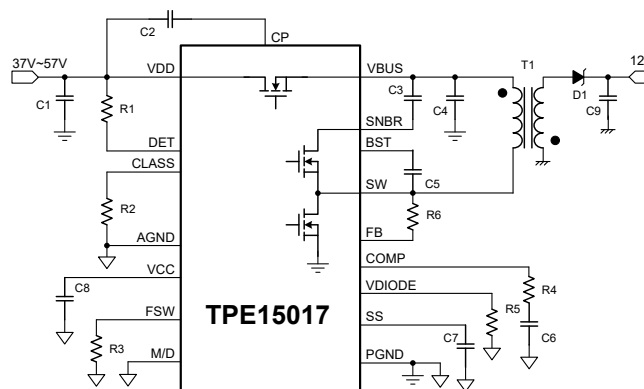 C2
CP
37V~57V
VDD
VBUS
T1
12
C1
R1
C3
C4
D1
C9
SNBR
DET
BST
CLASS
C5
SW
R2
R6
AGND
FB
VCC
COMP
C8
VDIODE
R4
FSW
TPE15017
SS
R5
C7
C6
R3
M/D
PGND